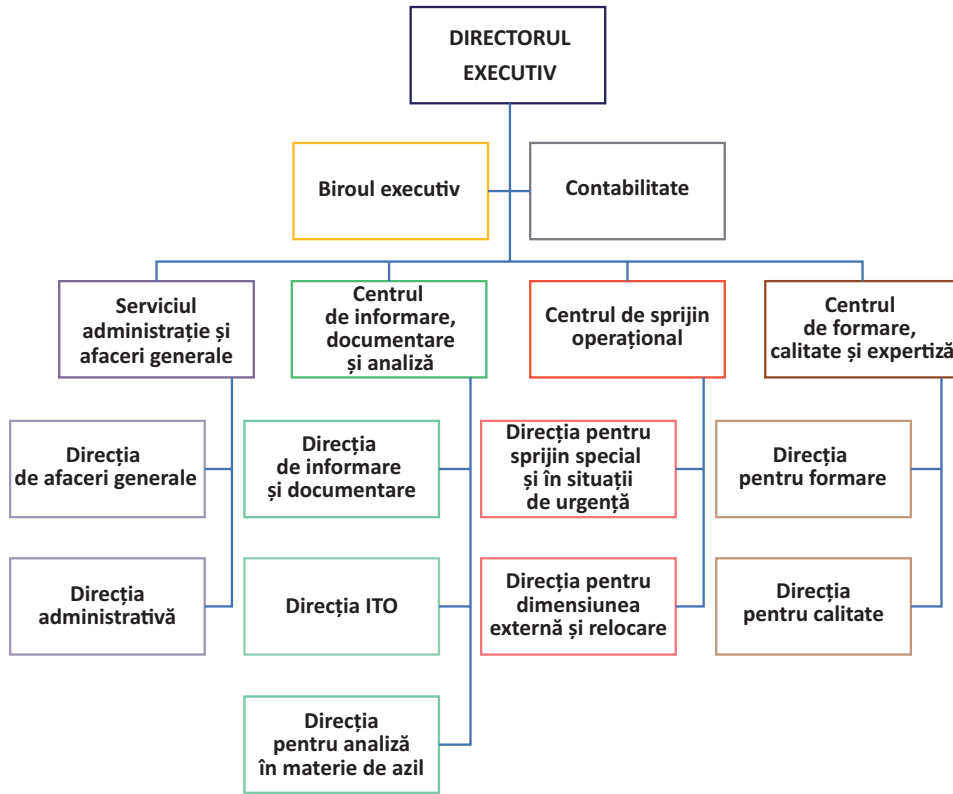 DIRECTORUL
EXECUTIV
Biroul executiv
Contabilitate
Serviciul
administrație și
afaceri generale
Centrul
de informare,
documentare
și analiză
Centrul de sprijin
operațional
Centrul
de formare,
calitate și expertiză
Direcția
de afaceri generale
Direcția
de informare
și documentare
Direcția pentru
sprijin special
și în situații
de urgență
Direcția
pentru formare
Direcția
administrativă
Direcția ITO
Direcția pentru
dimensiunea
externă și relocare
Direcția
pentru calitate
Direcția
pentru analiză
în materie de azil